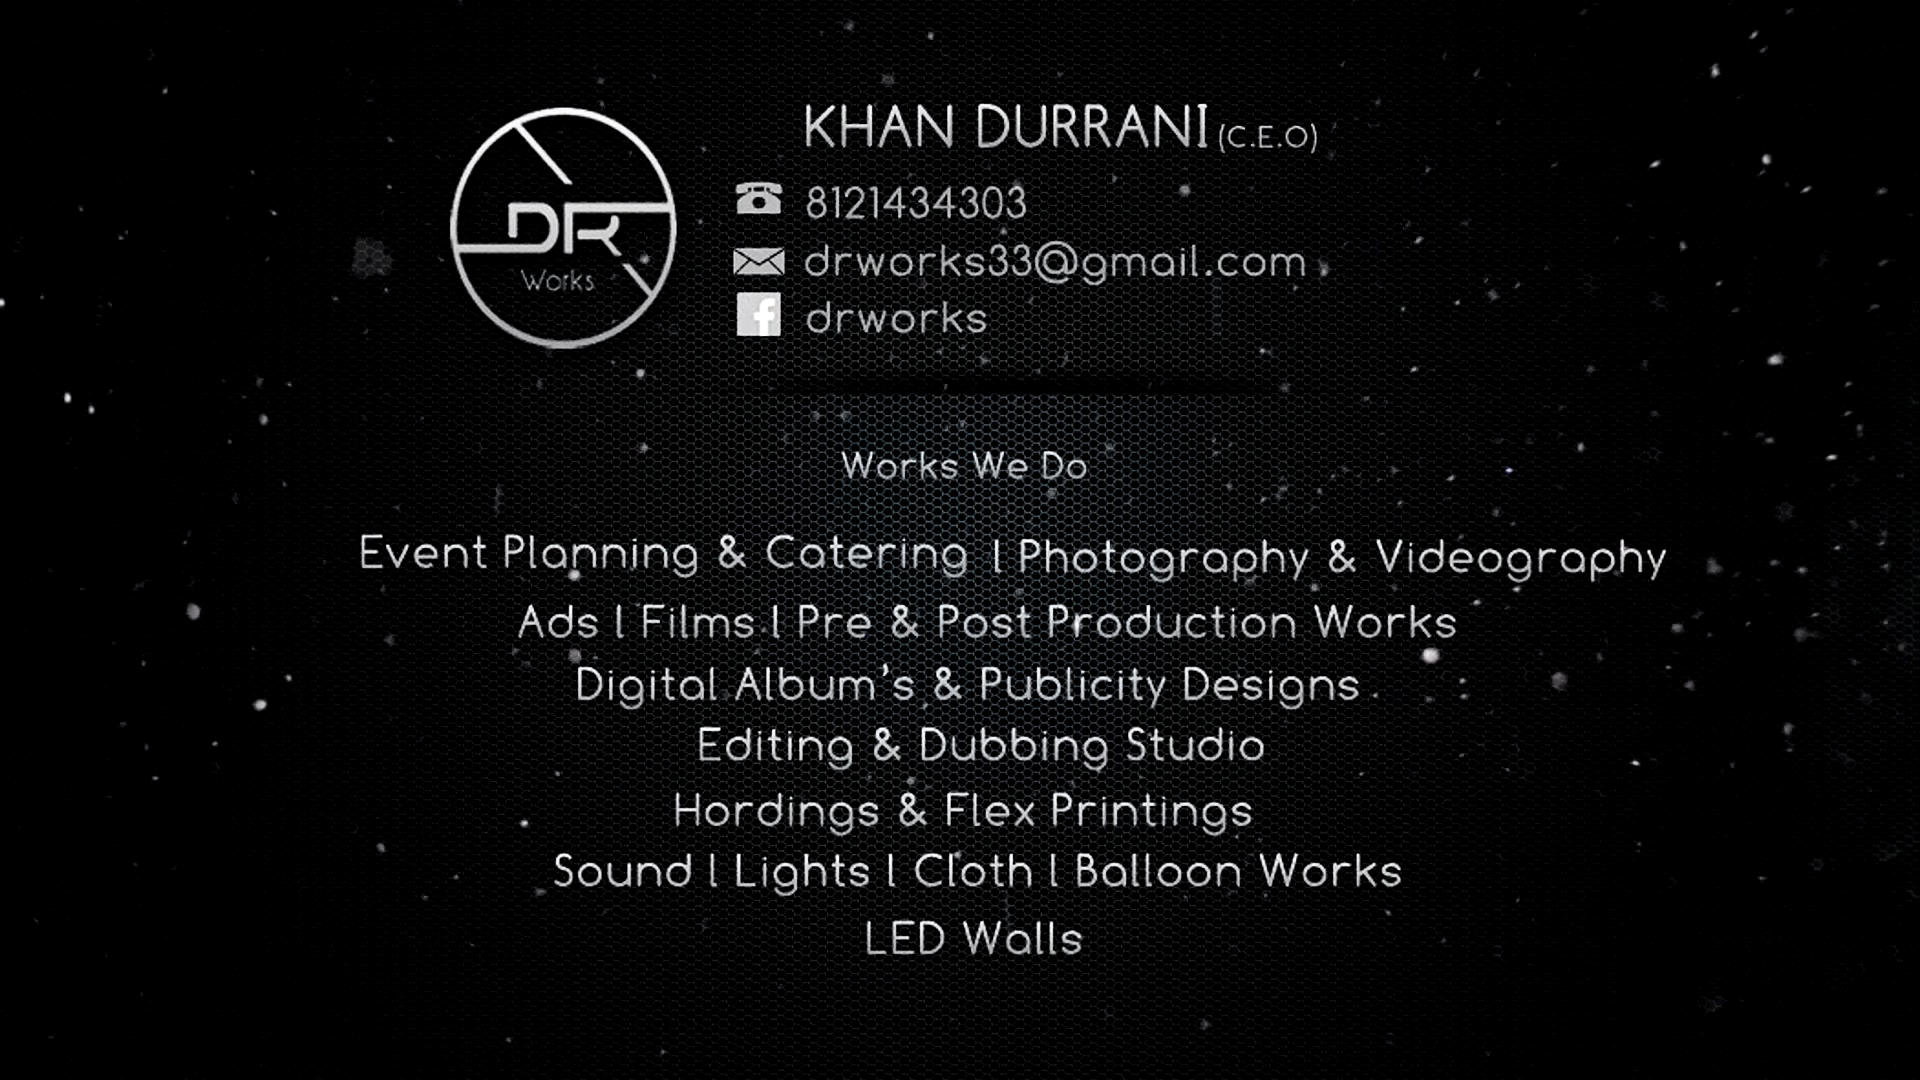 DR
Works
KHAN DURRANI (C.E.O)
8121434303
drworks33@gmail.com
f drworks
Works We Do
Event Planning & Catering l Photography & Videography
Ads l Films l Pre & Post Production Works
Digital Album's & Publicity Designs
Editing & Dubbing Studio
Hordings & Flex Printings
Sound l Lights l Cloth l Balloon Works
LED Walls